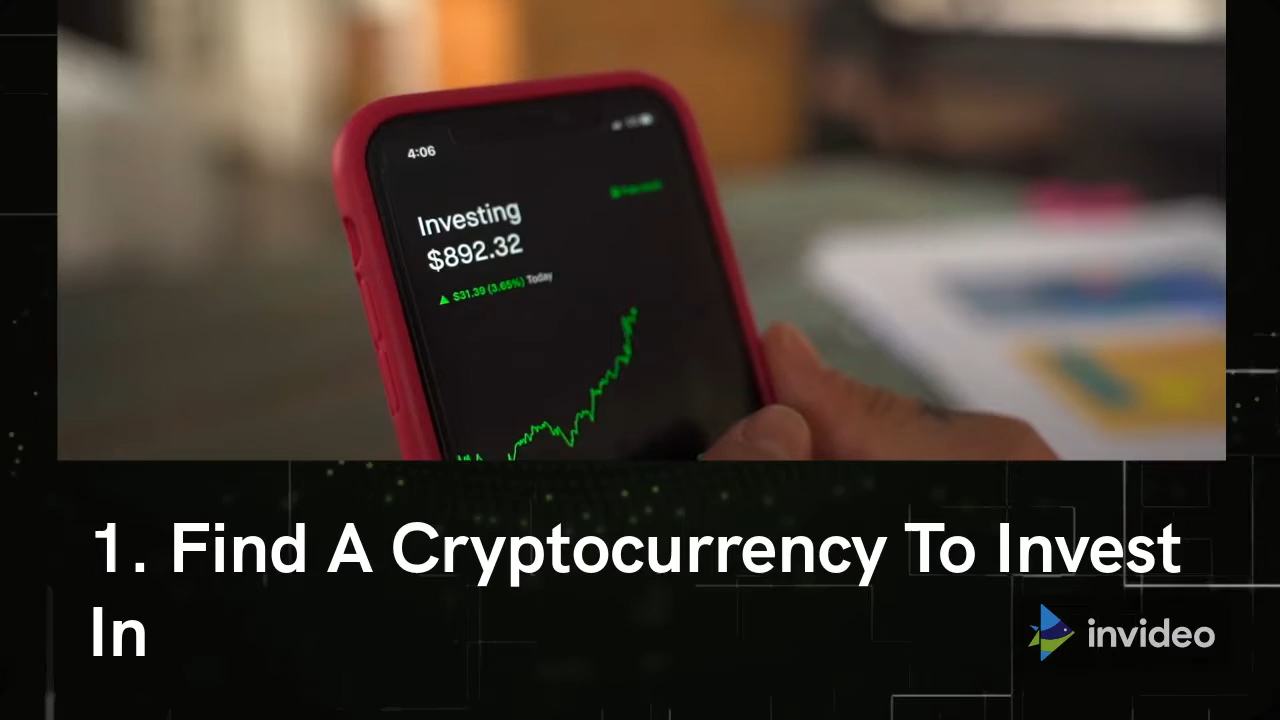 4:06
Investing
$892.32
▲ $31.39 (3.65%) Today
1. Find A Cryptocurrency To Invest
In
invideo